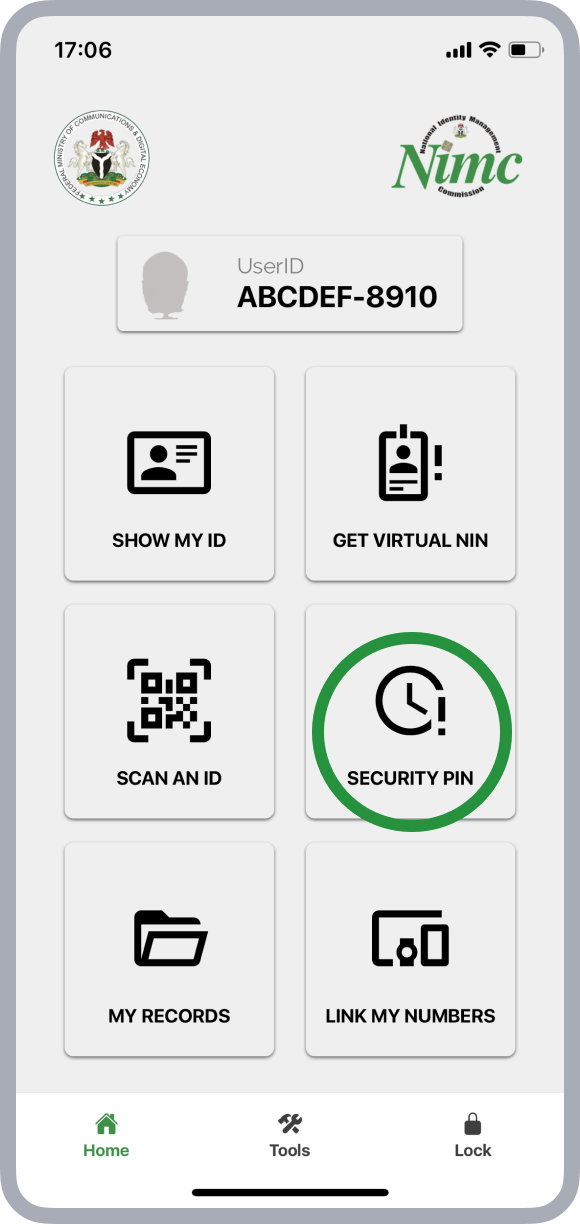 17:06
FEDERAL MINISTRY OF COMMUNICATIONS & DIGITAL ECONOMY
National Identity Management
Nimc
Commission
UserID
ABCDEF-8910
SHOW MY ID
GET VIRTUAL NIN
SCAN AN ID
SECURITY PIN
MY RECORDS
LINK MY NUMBERS
Home
Tools
Lock